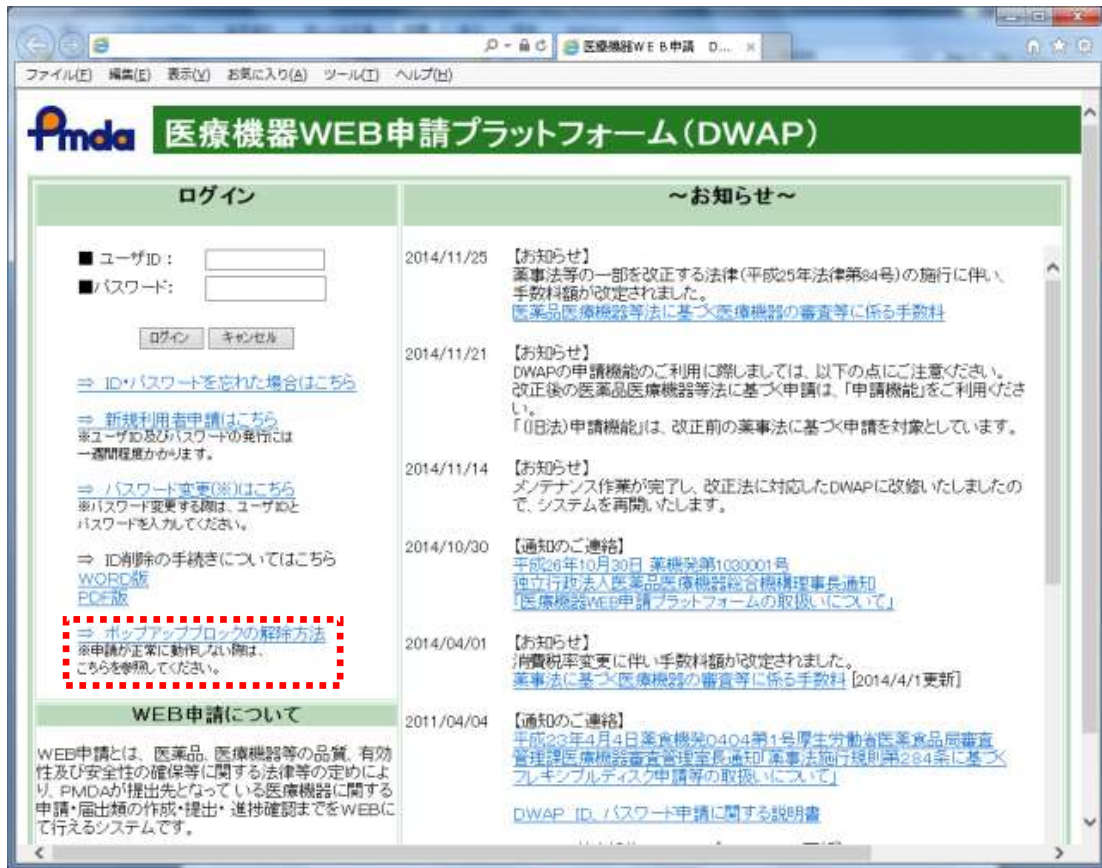 医療機器WEB申請 D...
ファイル(F) 編集(E) 表示(V) お気に入り(A) ツール(T) ヘルプ(H)
Pmda 医療機器WEB申請プラットフォーム(DWAP)
ログイン
■ ユーザID:
■パスワード:
ログイン キャンセル
⇒ ID・パスワードを忘れた場合はこちら
⇒ 新規利用者申請はこちら
※ユーザID及びパスワードの発行には
一週間程度かかります。
⇒ パスワード変更(※)はこちら
※パスワード変更する際は、ユーザIDと
パスワードを入力してください。
⇒ ID削除の手続きについてはこちら
WORD版
PDF版
⇒ ポップアップブロックの解除方法
※申請が正常に動作しない際は、
こちらを参照してください。
WEB申請について
WEB申請とは、医薬品、医療機器等の品質、有効
性及び安全性の確保等に関する法律等の定めによ
り、PMDAが提出先となっている医療機器に関する
申請・届出類の作成・提出・進捗確認までをWEBに
て行えるシステムです。
~お知らせ~
2014/11/25 【お知らせ】
薬事法等の一部を改正する法律(平成25年法律第84号)の施行に伴い、
手数料額が改定されました。
医薬品医療機器等法に基づく医療機器の審査等に係る手数料
2014/11/21 【お知らせ】
DWAPの申請機能のご利用に際しましては、以下の点にご注意ください。
改正後の医薬品医療機器等法に基づく申請は、「申請機能」をご利用くださ
い。
「(旧法)申請機能」は、改正前の薬事法に基づく申請を対象としています。
2014/11/14 【お知らせ】
メンテナンス作業が完了し、改正法に対応したDWAPに改修いたしましたの
で、システムを再開いたします。
2014/10/30 【通知のご連絡】
平成26年10月30日 薬機発第1030001号
独立行政法人医薬品医療機器総合機構理事長通知
「医療機器WEB申請プラットフォームの取扱いについて」
2014/04/01 【お知らせ】
消費税率変更に伴い手数料額が改定されました。
薬事法に基づく医療機器の審査等に係る手数料 [2014/4/1更新]
2011/04/04 【通知のご連絡】
平成23年4月4日薬食機発0404第1号厚生労働省医薬食品局審査
管理課医療機器審査管理室長通知「薬事法施行規則第284条に基づく
フレキシブルディスク申請等の取扱いについて」
DWAP ID、パスワード申請に関する説明書